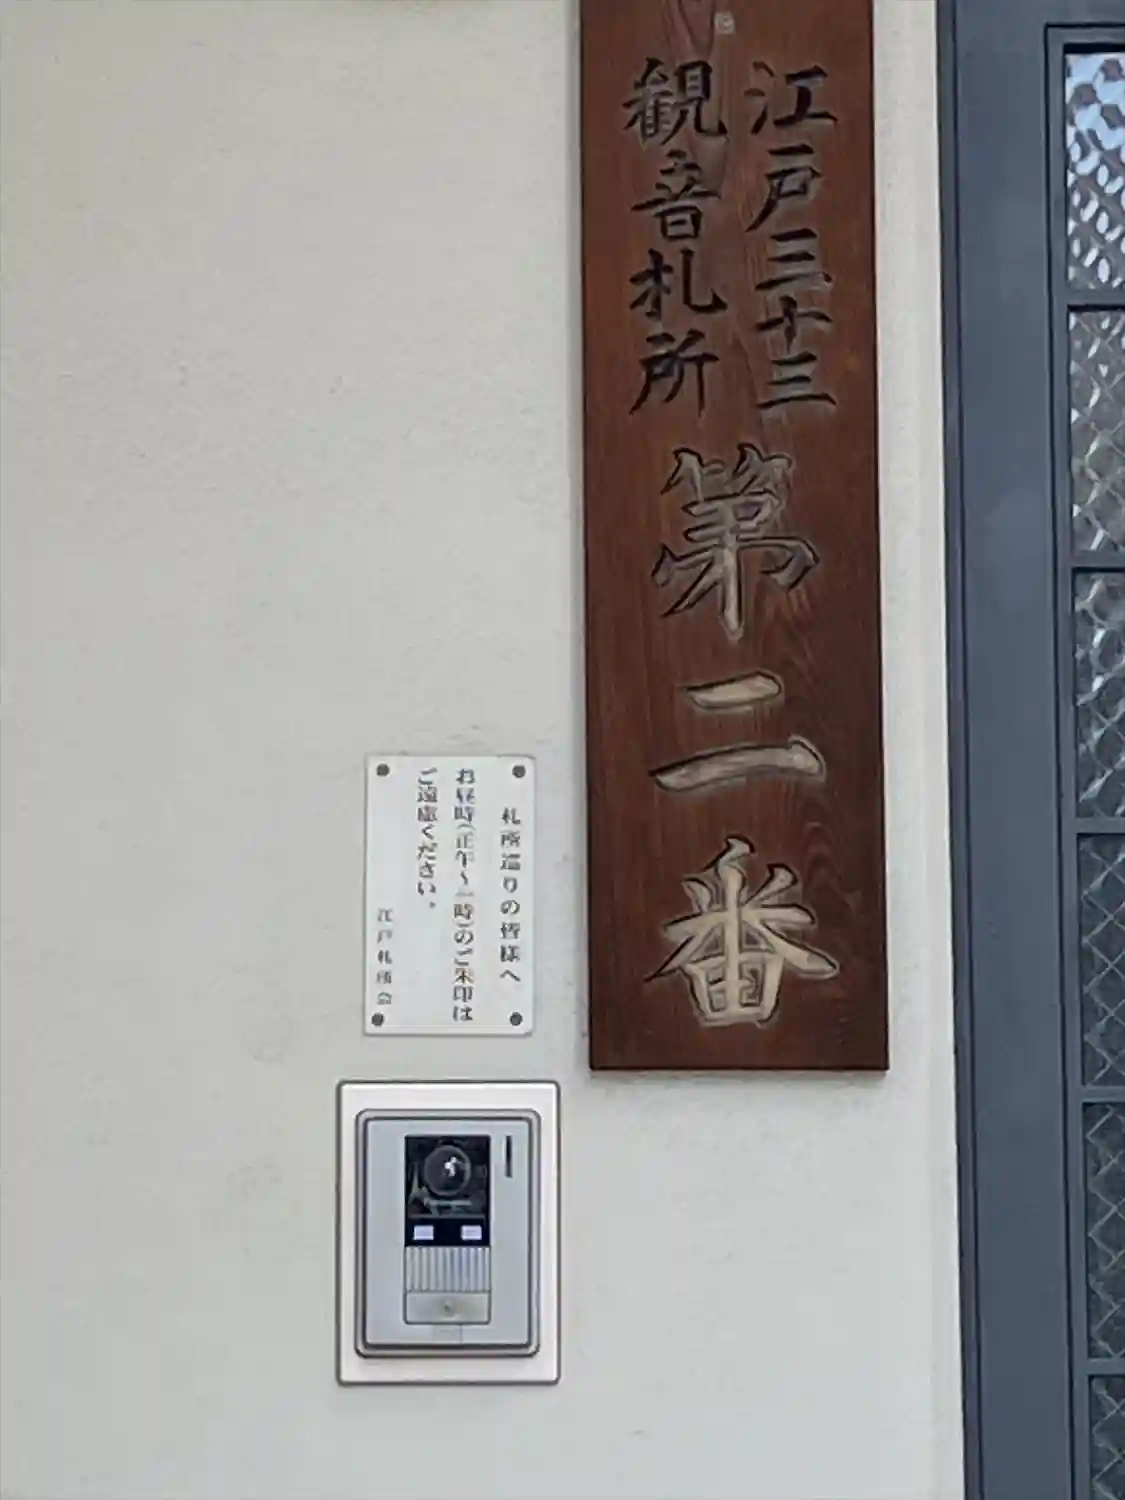 江戸三十三
観音札所
第二番
札所巡りの皆様へ
お昼時(正午〜一時)のご朱印は
ご遠慮ください。
江戸札所会